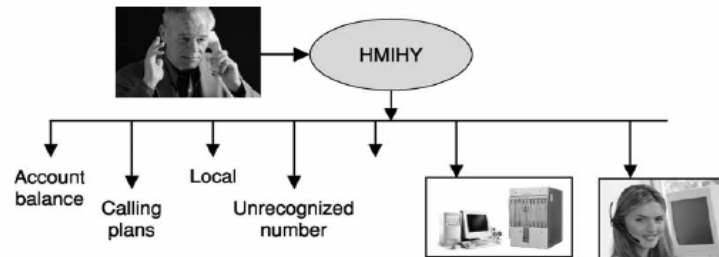 HMIHY
Account
balance
Calling
plans
Local
Unrecognized
number